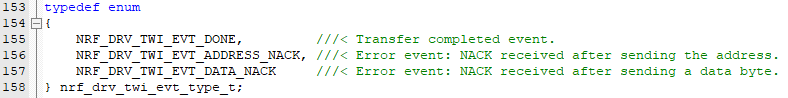 153 typedef enum
154 {
155 NRF_DRV_TWI_EVT_DONE, ///< Transfer completed event.
156 NRF_DRV_TWI_EVT_ADDRESS_NACK, ///< Error event: NACK received after sending the address.
157 NRF_DRV_TWI_EVT_DATA_NACK ///< Error event: NACK received after sending a data byte.
158 } nrf_drv_twi_evt_type_t;